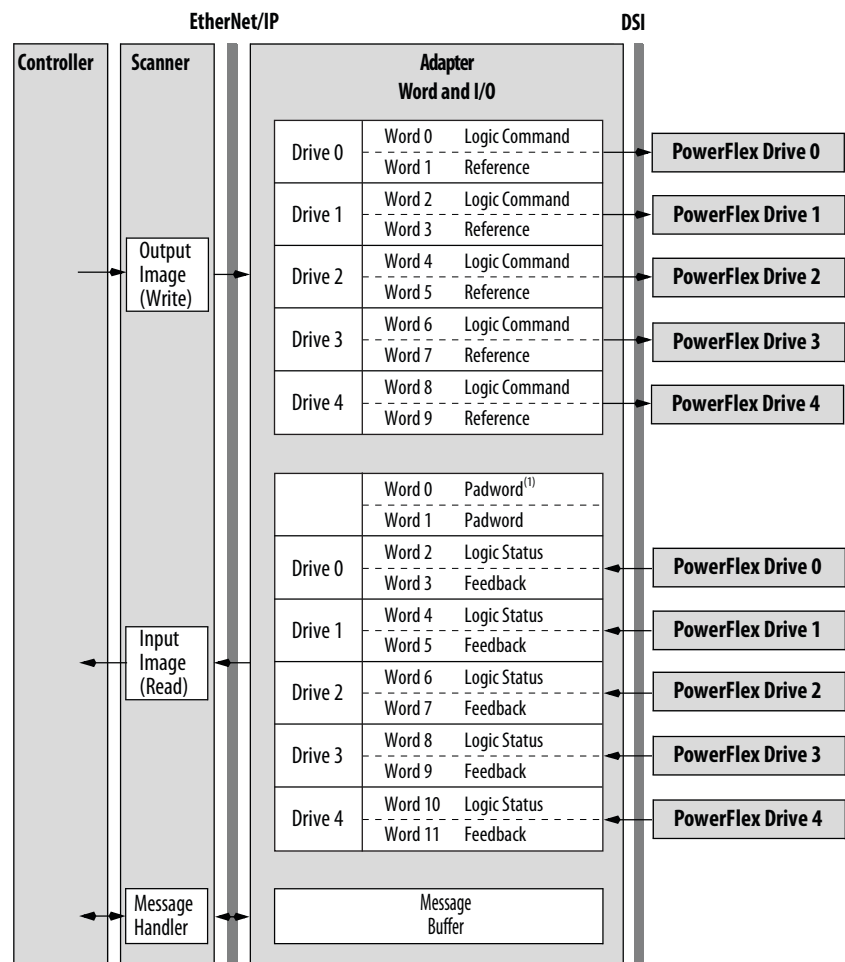 EtherNet/IP
DSI
Controller
Scanner
Adapter
Word and I/O
Drive 0
Word 0 Logic Command
Word 1 Reference
PowerFlex Drive 0
Drive 1
Word 2 Logic Command
Word 3 Reference
PowerFlex Drive 1
Output
Image
(Write)
Drive 2
Word 4 Logic Command
Word 5 Reference
PowerFlex Drive 2
Drive 3
Word 6 Logic Command
Word 7 Reference
PowerFlex Drive 3
Drive 4
Word 8 Logic Command
Word 9 Reference
PowerFlex Drive 4
Word 0 Padword(1)
Word 1 Padword
Drive 0
Word 2 Logic Status
Word 3 Feedback
PowerFlex Drive 0
Drive 1
Word 4 Logic Status
Word 5 Feedback
PowerFlex Drive 1
Input
Image
(Read)
Drive 2
Word 6 Logic Status
Word 7 Feedback
PowerFlex Drive 2
Drive 3
Word 8 Logic Status
Word 9 Feedback
PowerFlex Drive 3
Drive 4
Word 10 Logic Status
Word 11 Feedback
PowerFlex Drive 4
Message
Handler
Message
Buffer